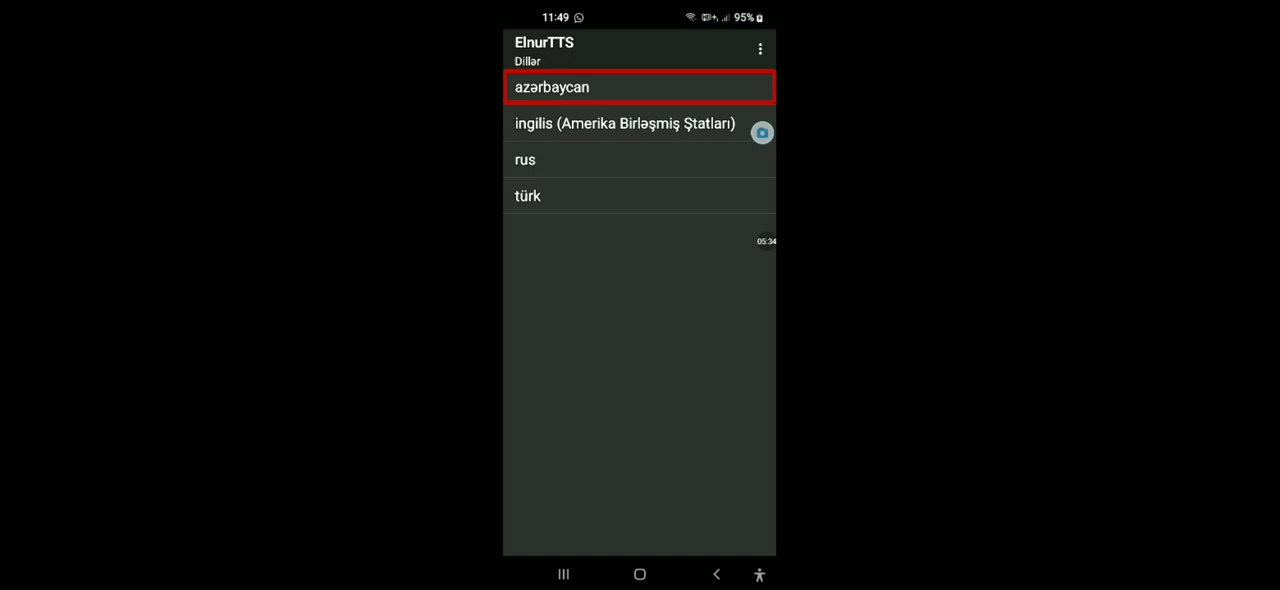 11:49 95%
ElnurTTS
Dillər
azərbaycan
ingilis (Amerika Birləşmiş Ştatları)
rus
türk
05:34